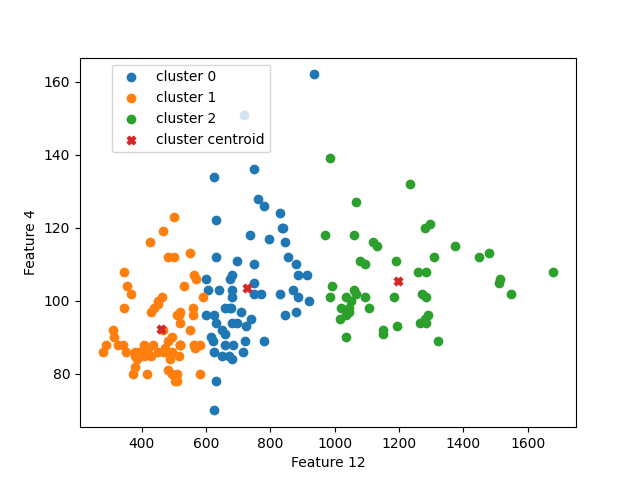 cluster 0
cluster 1
cluster 2
cluster centroid
160
140
120
100
80
Feature 4
400 600 800 1000 1200 1400 1600
Feature 12